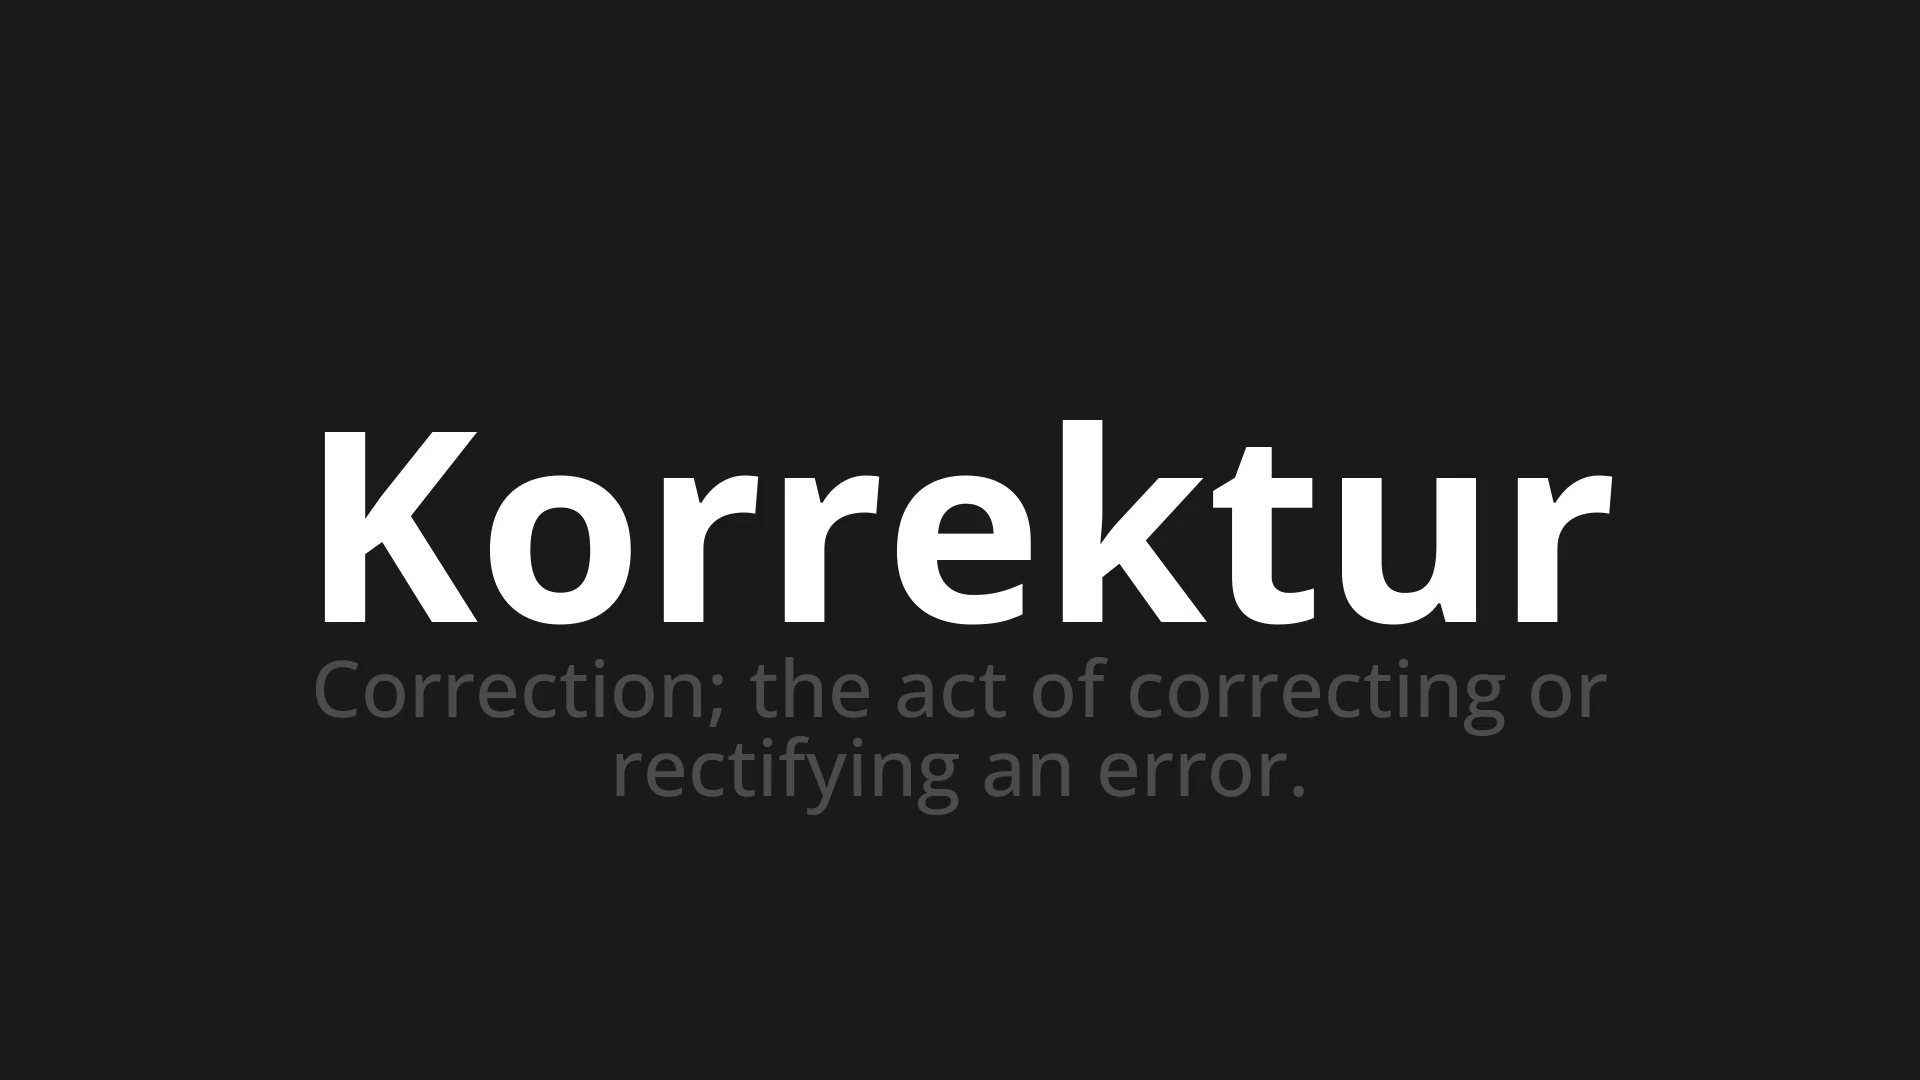 Korrektur
Correction; the act of correcting or
rectifying an error.